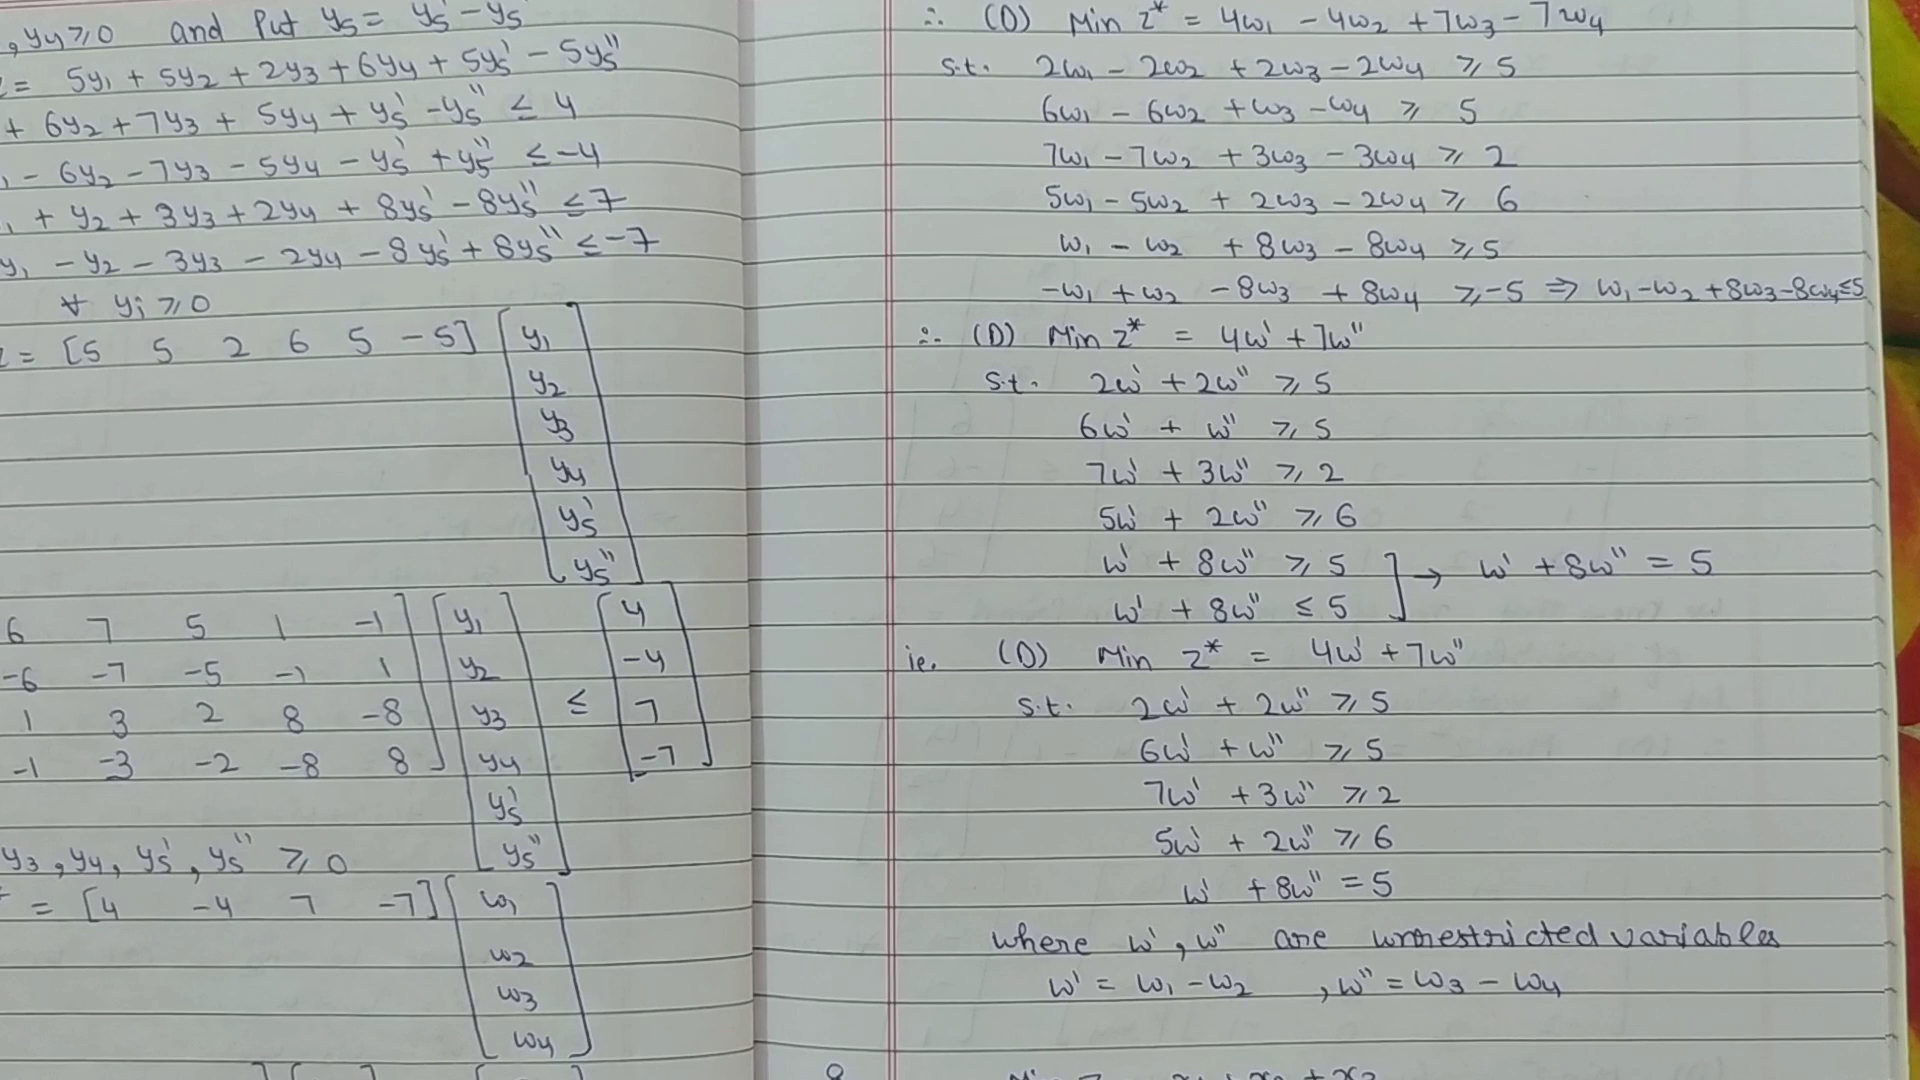 , y4 ≥ 0 and Put y5 = y5' - y5''
= 5y1 + 5y2 + 2y3 + 6y4 + 5y5' - 5y5''
+ 6y2 + 7y3 + 5y4 + y5' - y5'' ≤ 4
- 6y2 - 7y3 - 5y4 - y5' + y5'' ≤ -4
+ y2 + 3y3 + 2y4 + 8y5' - 8y5'' ≤ 7
y1 - y2 - 3y3 - 2y4 - 8y5' + 8y5'' ≤ -7
∀ yi ≥ 0
= [5 5 2 6 5 -5] [y1
y2
y3
y4
y5'
y5'']
6 7 5 1 -1] [y1 [4
-6 -7 -5 -1 1 y2 -4
1 3 2 8 -8 y3 ≤ 7
-1 -3 -2 -8 8] y4 -7]
y5'
y5'']
y3, y4, y5', y5'' ≥ 0
= [4 -4 7 -7] [w1
w2
w3
w4]
∴ (D) Min Z* = 4w1 - 4w2 + 7w3 - 7w4
s.t. 2w1 - 2w2 + 2w3 - 2w4 ≥ 5
6w1 - 6w2 + w3 - w4 ≥ 5
7w1 - 7w2 + 3w3 - 3w4 ≥ 2
5w1 - 5w2 + 2w3 - 2w4 ≥ 6
w1 - w2 + 8w3 - 8w4 ≥ 5
-w1 + w2 - 8w3 + 8w4 ≥ -5 ⇒ w1 - w2 + 8w3 - 8w4 ≤ 5
∴ (D) Min Z* = 4w' + 7w''
s.t. 2w' + 2w'' ≥ 5
6w' + w'' ≥ 5
7w' + 3w'' ≥ 2
5w' + 2w'' ≥ 6
w' + 8w'' ≥ 5 ] → w' + 8w'' = 5
w' + 8w'' ≤ 5
ie. (D) Min Z* = 4w' + 7w''
s.t. 2w' + 2w'' ≥ 5
6w' + w'' ≥ 5
7w' + 3w'' ≥ 2
5w' + 2w'' ≥ 6
w' + 8w'' = 5
where w', w'' are unrestricted variables
w' = w1 - w2 , w'' = w3 - w4